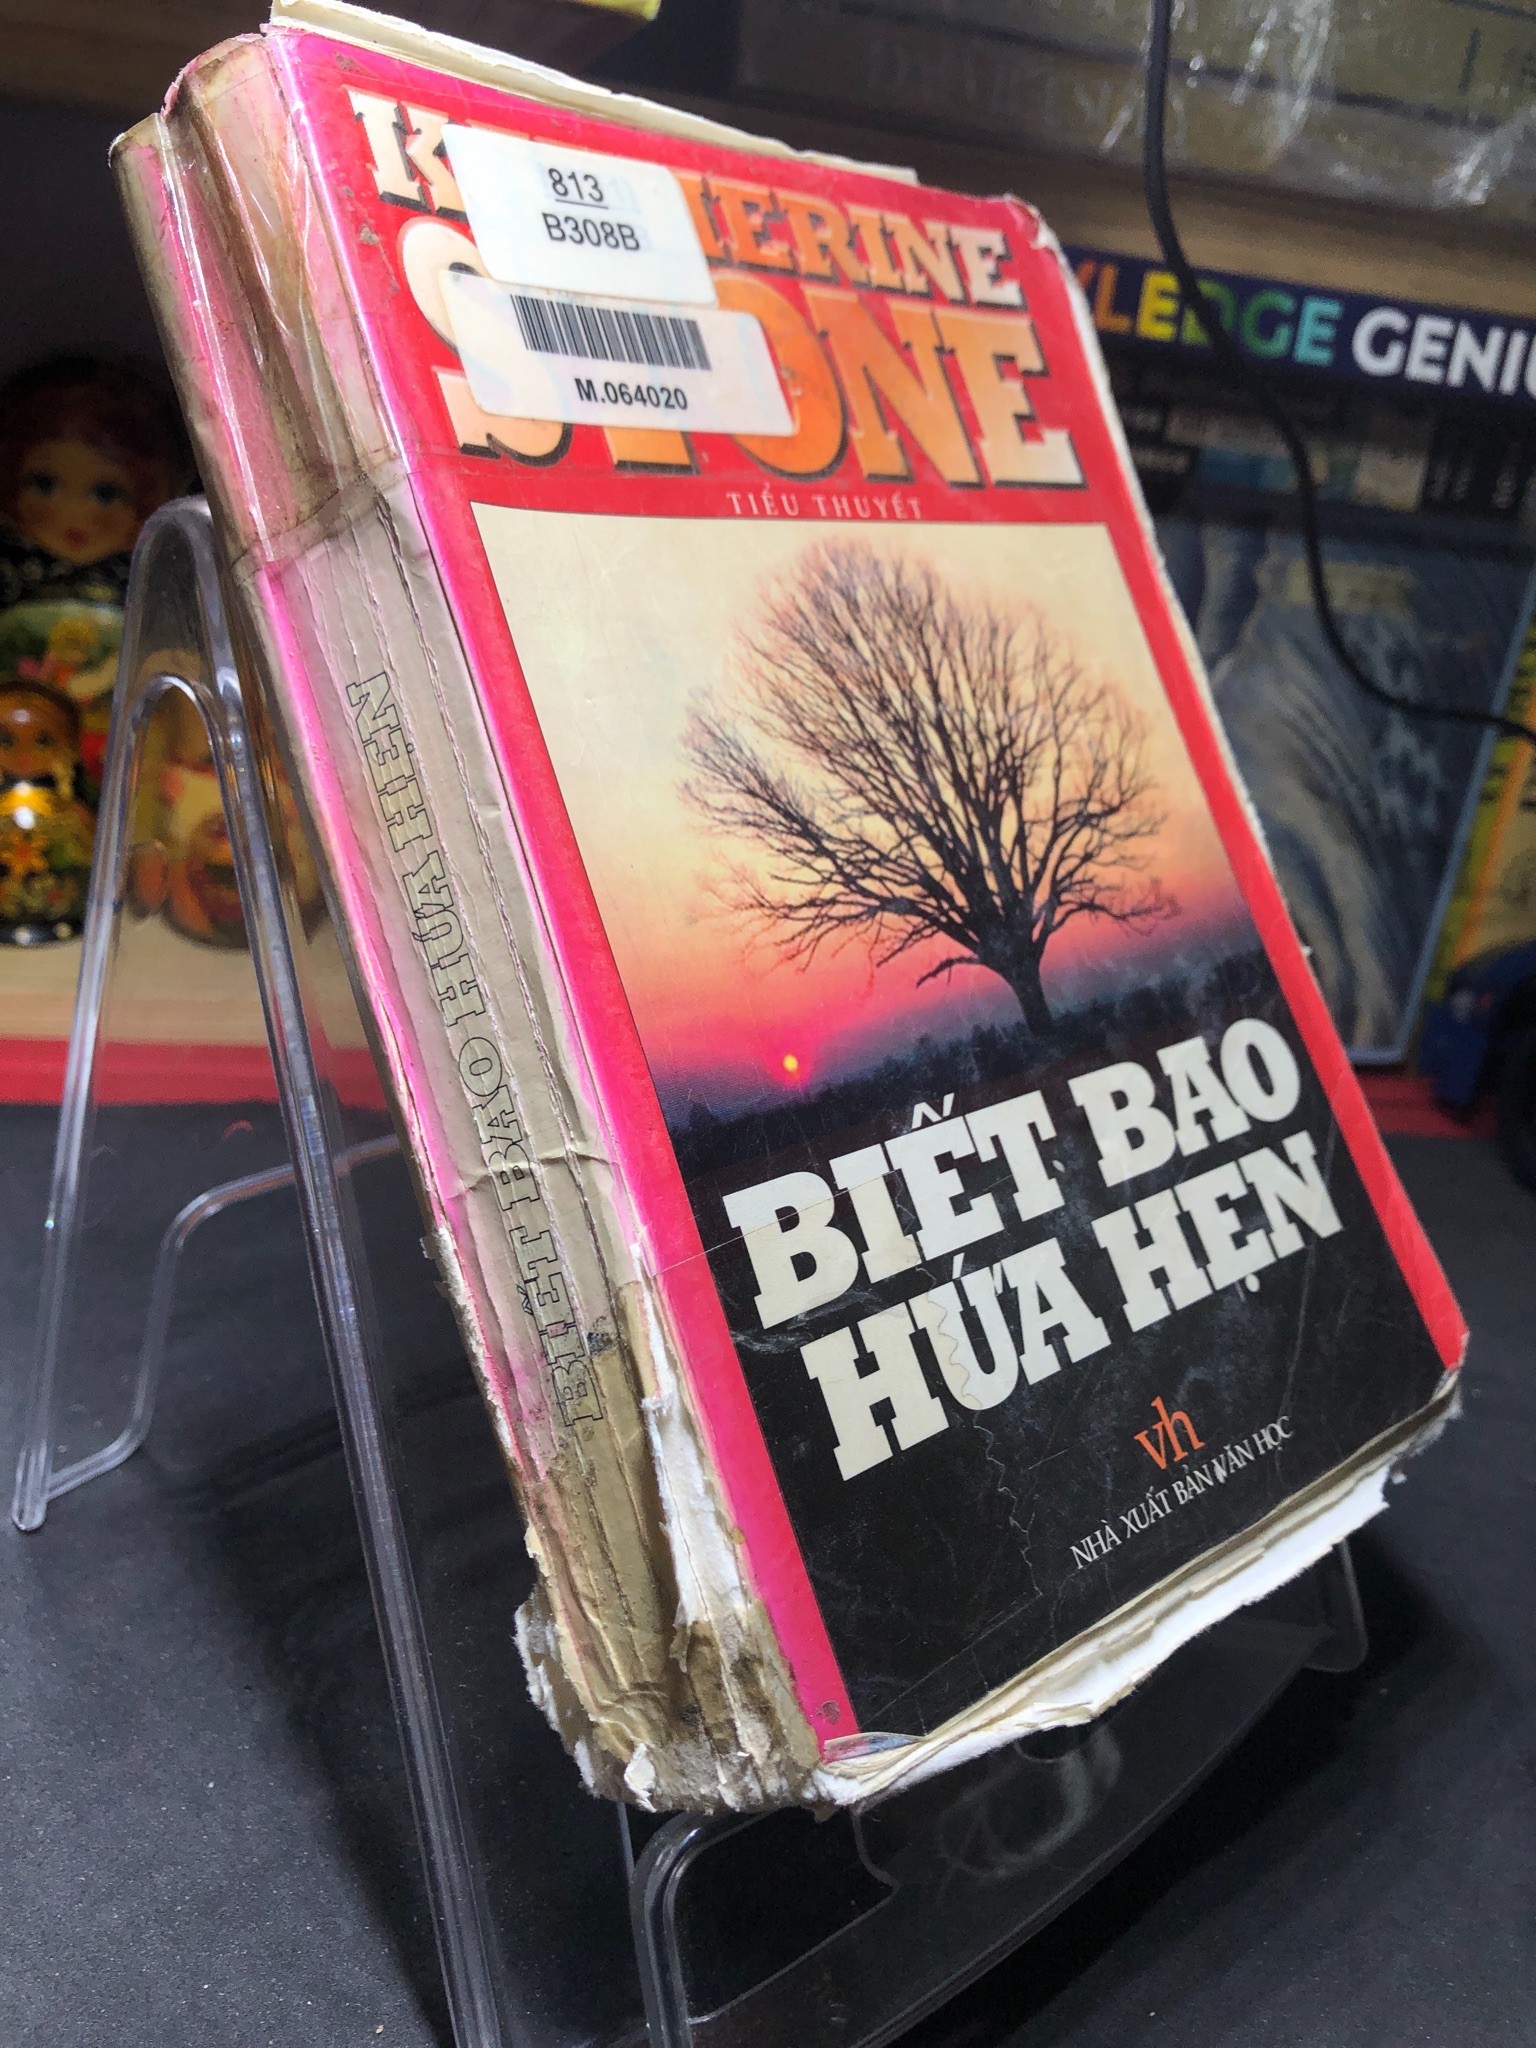 813
B308B
M.064020
STONE
TIỂU THUYẾT
BIẾT BAO
HỨA HẸN
vh
NHÀ XUẤT BẢN VĂN HỌC
BIẾT BAO HỨA HẸN
GENIU